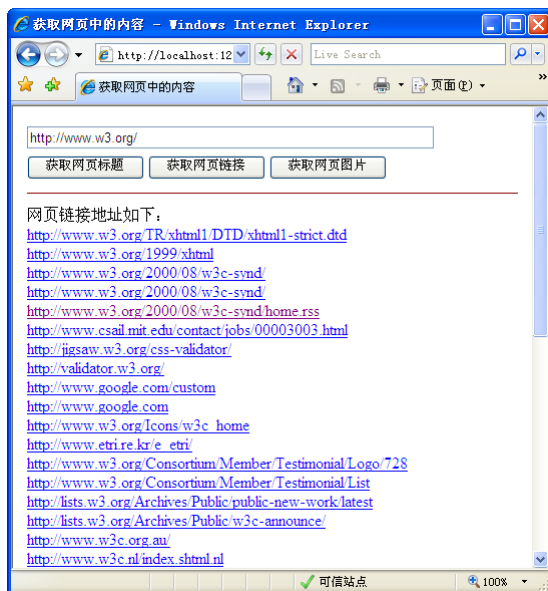 获取网页中的内容 - Windows Internet Explorer
http://localhost:12
Live Search
获取网页中的内容
页面(P)
http://www.w3.org/
获取网页标题 获取网页链接 获取网页图片
网页链接地址如下：
http://www.w3.org/TR/xhtml1/DTD/xhtml1-strict.dtd
http://www.w3.org/1999/xhtml
http://www.w3.org/2000/08/w3c-synd/
http://www.w3.org/2000/08/w3c-synd/
http://www.w3.org/2000/08/w3c-synd/home.rss
http://www.csail.mit.edu/contact/jobs/00003003.html
http://jigsaw.w3.org/css-validator/
http://validator.w3.org/
http://www.google.com/custom
http://www.google.com
http://www.w3.org/Icons/w3c_home
http://www.etri.re.kr/e_etri/
http://www.w3.org/Consortium/Member/Testimonial/Logo/728
http://www.w3.org/Consortium/Member/Testimonial/List
http://lists.w3.org/Archives/Public/public-new-work/latest
http://lists.w3.org/Archives/Public/w3c-announce/
http://www.w3c.org.au/
http://www.w3c.nl/index.shtml.nl
可信站点 100%